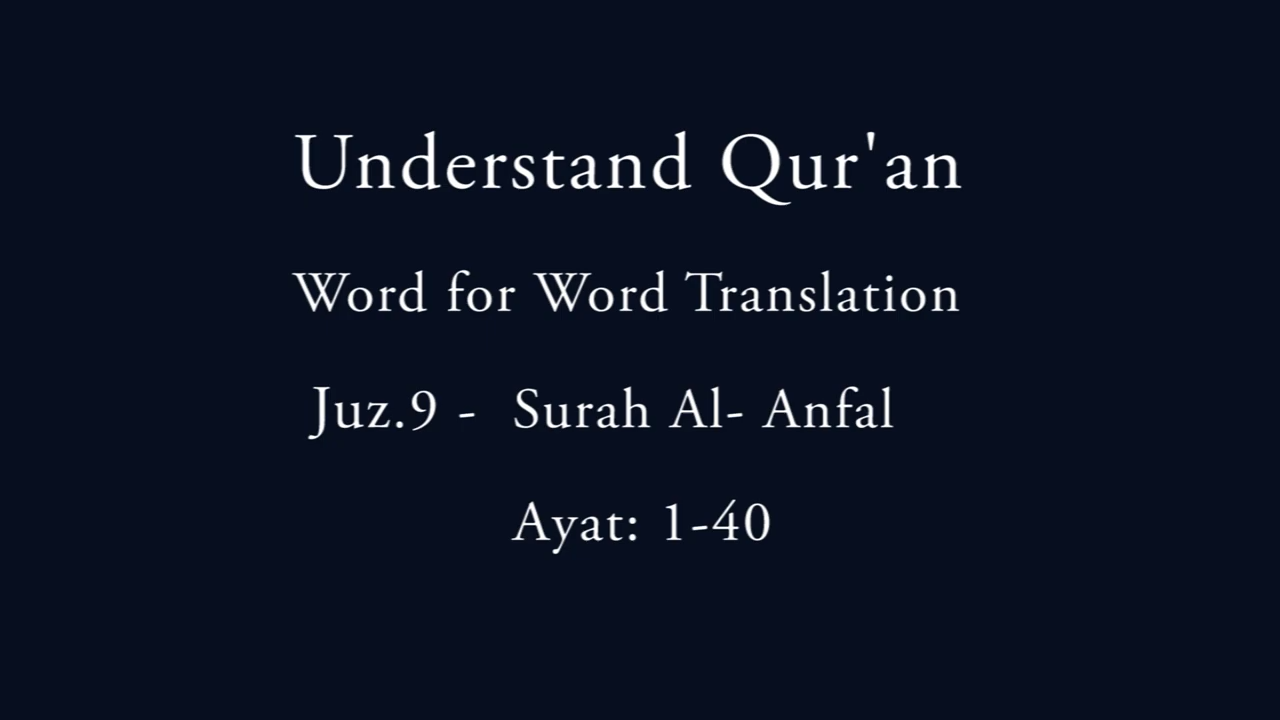 Understand Qur'an
Word for Word Translation
Juz.9 - Surah Al- Anfal
Ayat: 1-40